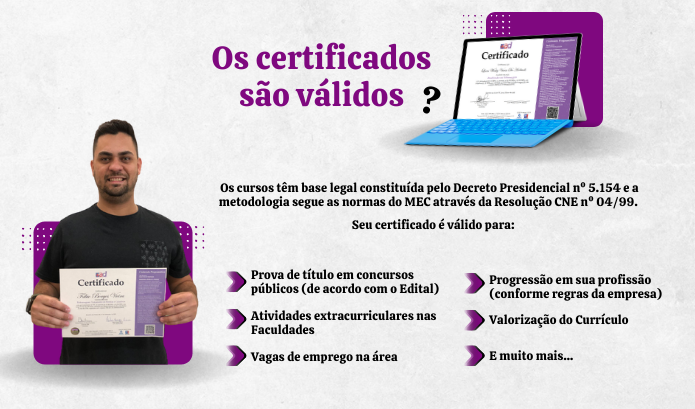 Os certificados
são válidos ?
Certificado
Os cursos têm base legal constituída pelo Decreto Presidencial nº 5.154 e a
metodologia segue as normas do MEC através da Resolução CNE nº 04/99.
Seu certificado é válido para:
Prova de título em concursos
públicos (de acordo com o Edital)
Atividades extracurriculares nas
Faculdades
Vagas de emprego na área
Progressão em sua profissão
(conforme regras da empresa)
Valorização do Currículo
E muito mais...
Certificado